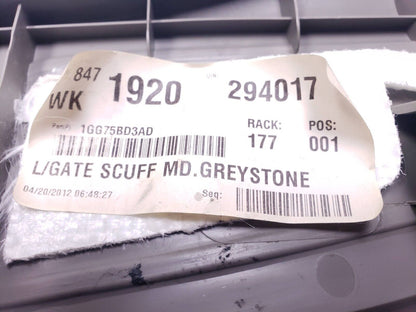 847
WK 1920 294017
Part#: 1GG75BD3AD RACK: POS:
177 001
L/GATE SCUFF MD.GREYSTONE
04/20/2012 06:48:27 Seq: